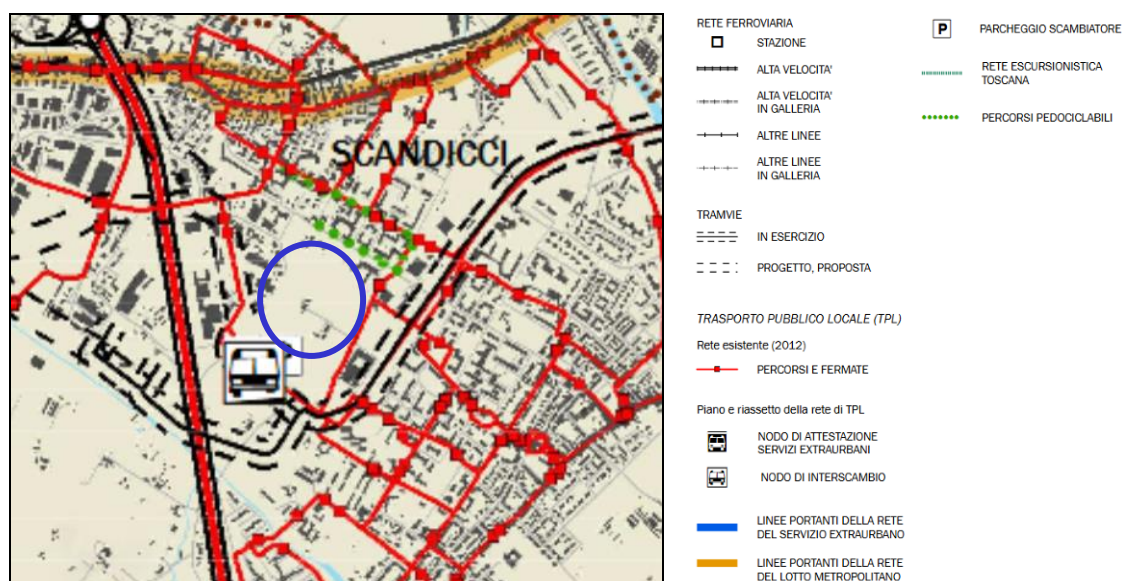 SCANDICCI
RETE FERROVIARIA
STAZIONE
ALTA VELOCITA'
ALTA VELOCITA'
IN GALLERIA
ALTRE LINEE
ALTRE LINEE
IN GALLERIA
TRAMVIE
IN ESERCIZIO
PROGETTO, PROPOSTA
TRASPORTO PUBBLICO LOCALE (TPL)
Rete esistente (2012)
PERCORSI E FERMATE
Piano e riassetto della rete di TPL
NODO DI ATTESTAZIONE
SERVIZI EXTRAURBANI
NODO DI INTERSCAMBIO
LINEE PORTANTI DELLA RETE
DEL SERVIZIO EXTRAURBANO
LINEE PORTANTI DELLA RETE
DEL LOTTO METROPOLITANO
P PARCHEGGIO SCAMBIATORE
RETE ESCURSIONISTICA
TOSCANA
PERCORSI PEDOCICLABILI